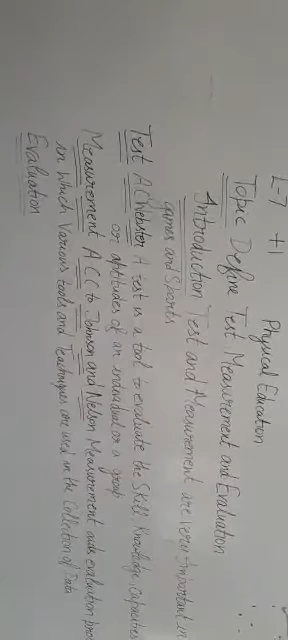 L-7 +1
Physical Education
Topic Define Test Measurement and Evaluation
Introduction Test and Measurement are very important in
games and Sports
Test A C Webster A test is a tool to evaluate the Skill Knowledge, Capacities
or aptitudes of an individual or a group
Measurement A C C to Johnson and Nelson Measurement aids evaluation
in which Various tools and Techniques are used in the Collection of Data
Evaluation